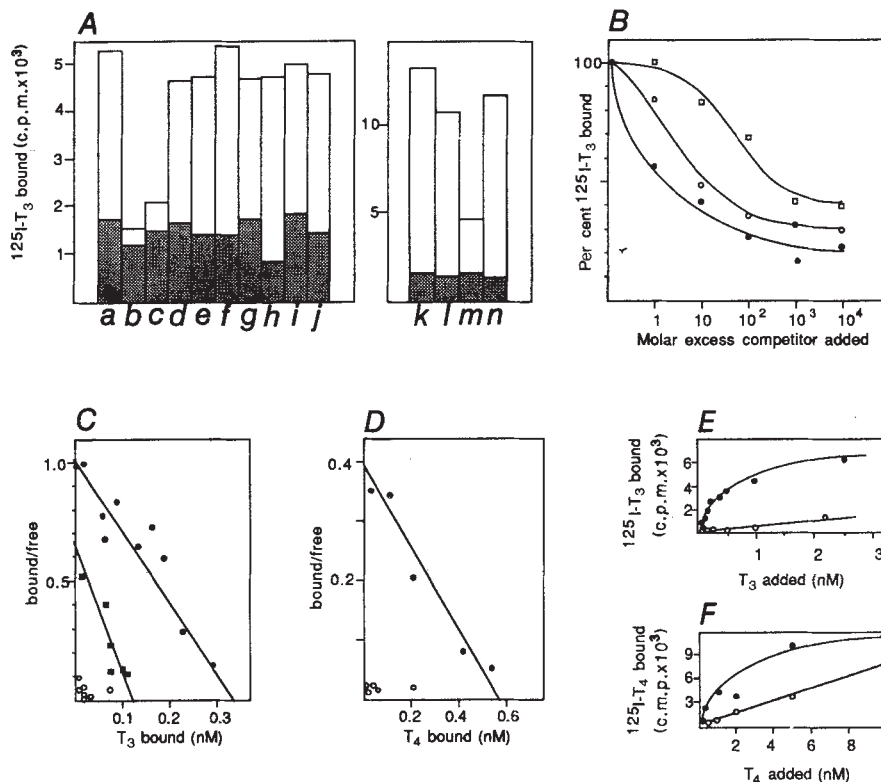 A
¹²⁵I-T₃ bound (c.p.m.x10³)
5
4
3
2
1
a b c d e f g h i j
10
5
k l m n
B
Per cent ¹²⁵I-T₃ bound
100
1 10 10² 10³ 10⁴
Molar excess competitor added
C
bound/free
1.0
0.5
0.1 0.3
T₃ bound (nM)
D
bound/free
0.4
0.2
0.2 0.4 0.6
T₄ bound (nM)
E
¹²⁵I-T₃ bound
(c.p.m.x10³)
6
4
2
1 2 3
T₃ added (nM)
F
¹²⁵I-T₄ bound
(c.m.p.x10³)
9
6
3
2 4 6 8
T₄ added (nM)